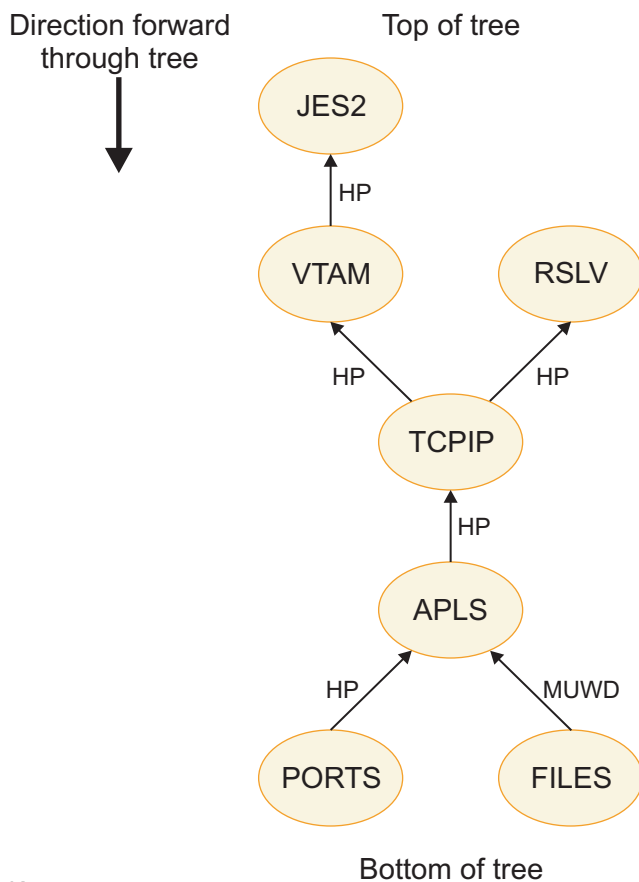 Direction forward
through tree
Top of tree
JES2
HP
VTAM
RSLV
HP
HP
TCPIP
HP
APLS
HP
MUWD
PORTS
FILES
Bottom of tree